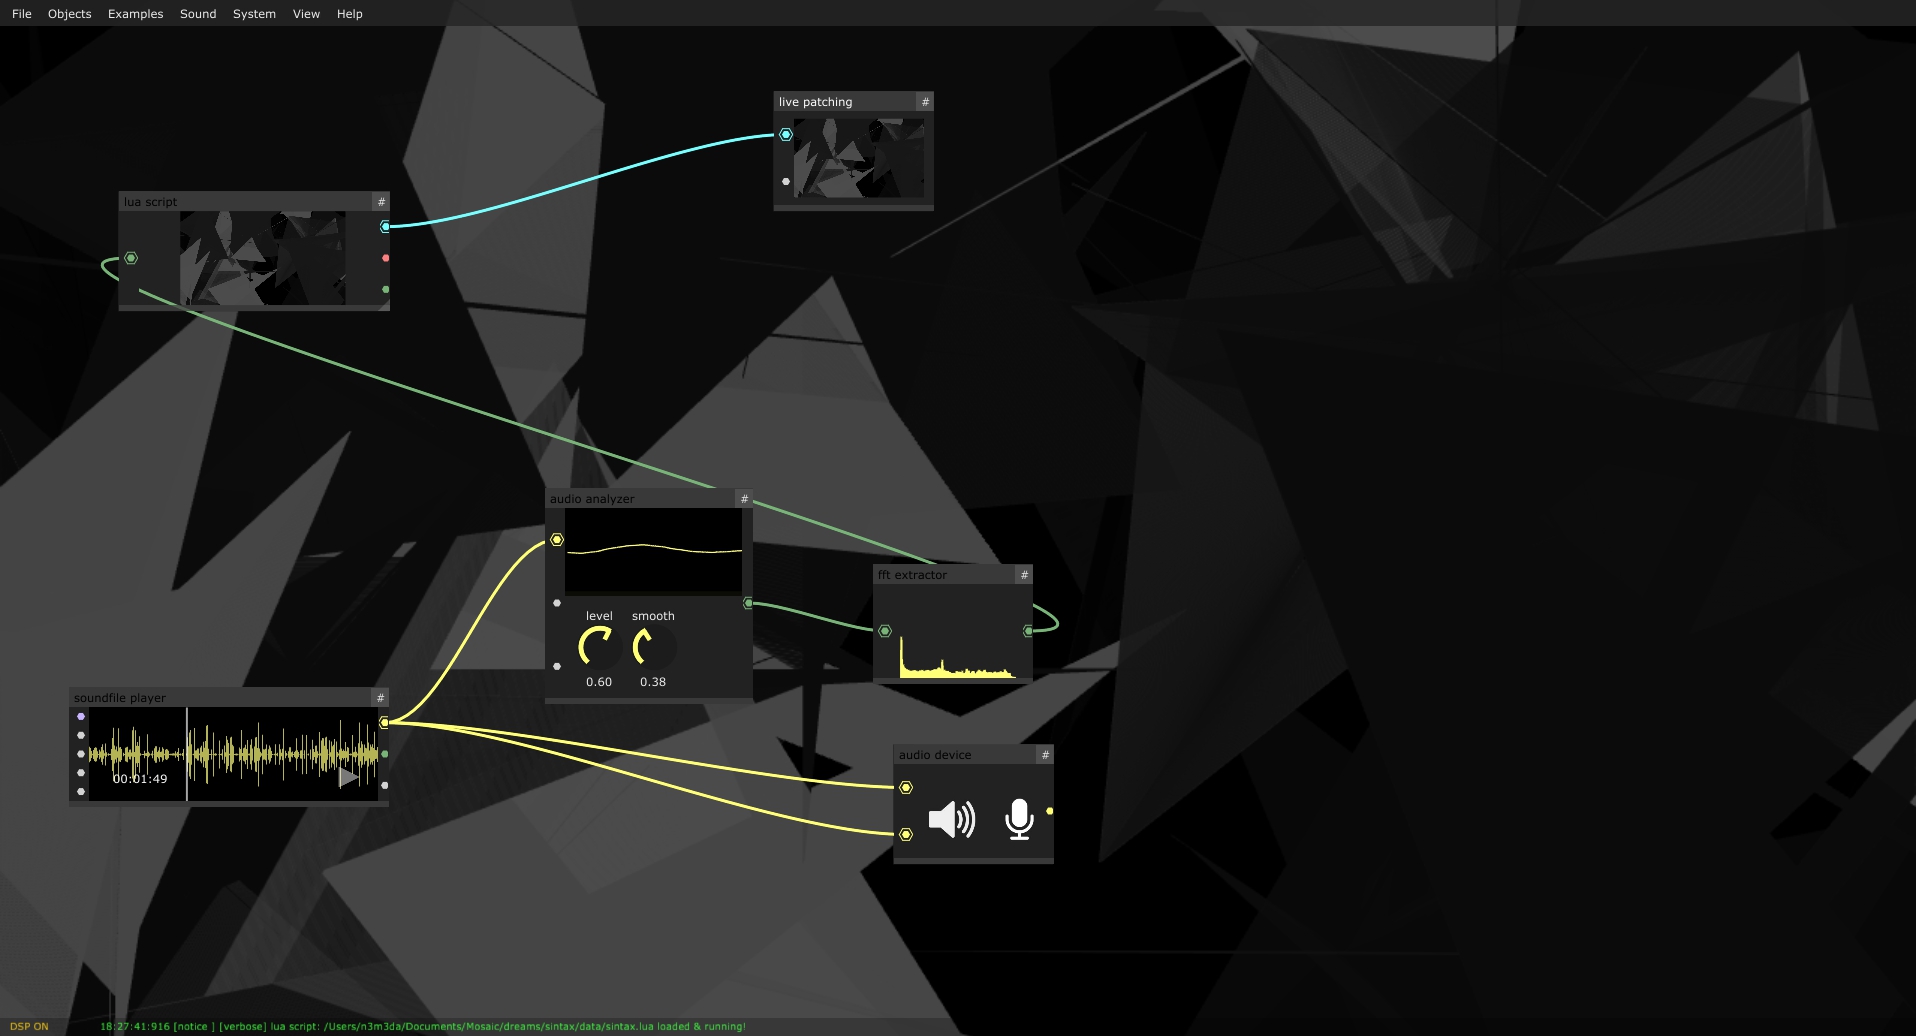 File Objects Examples Sound System View Help
live patching #
lua script #
audio analyzer #
level smooth
0.60 0.38
fft extractor #
soundfile player #
00:01:49
audio device #
DSP ON 18:27:41:916 [notice ] [verbose] lua script: /Users/n3m3da/Documents/Mosaic/dreams/sintax/data/sintax.lua loaded & running!